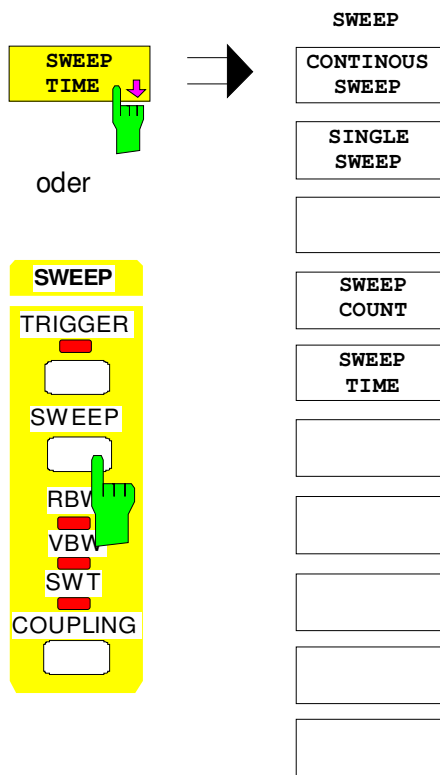 SWEEP
TIME
oder
SWEEP
TRIGGER
SWEEP
RBW
VBW
SWT
COUPLING
SWEEP
CONTINOUS
SWEEP
SINGLE
SWEEP
SWEEP
COUNT
SWEEP
TIME